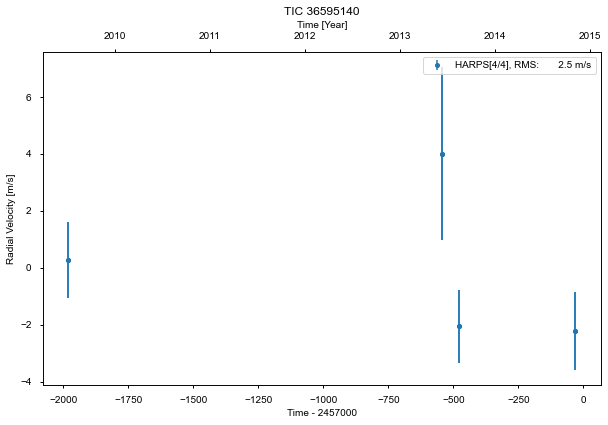 TIC 36595140
Time [Year]
2010 2011 2012 2013 2014 2015
HARPS[4/4], RMS: 2.5 m/s
Radial Velocity [m/s]
6
4
2
0
−2
−4
−2000 −1750 −1500 −1250 −1000 −750 −500 −250 0
Time - 2457000